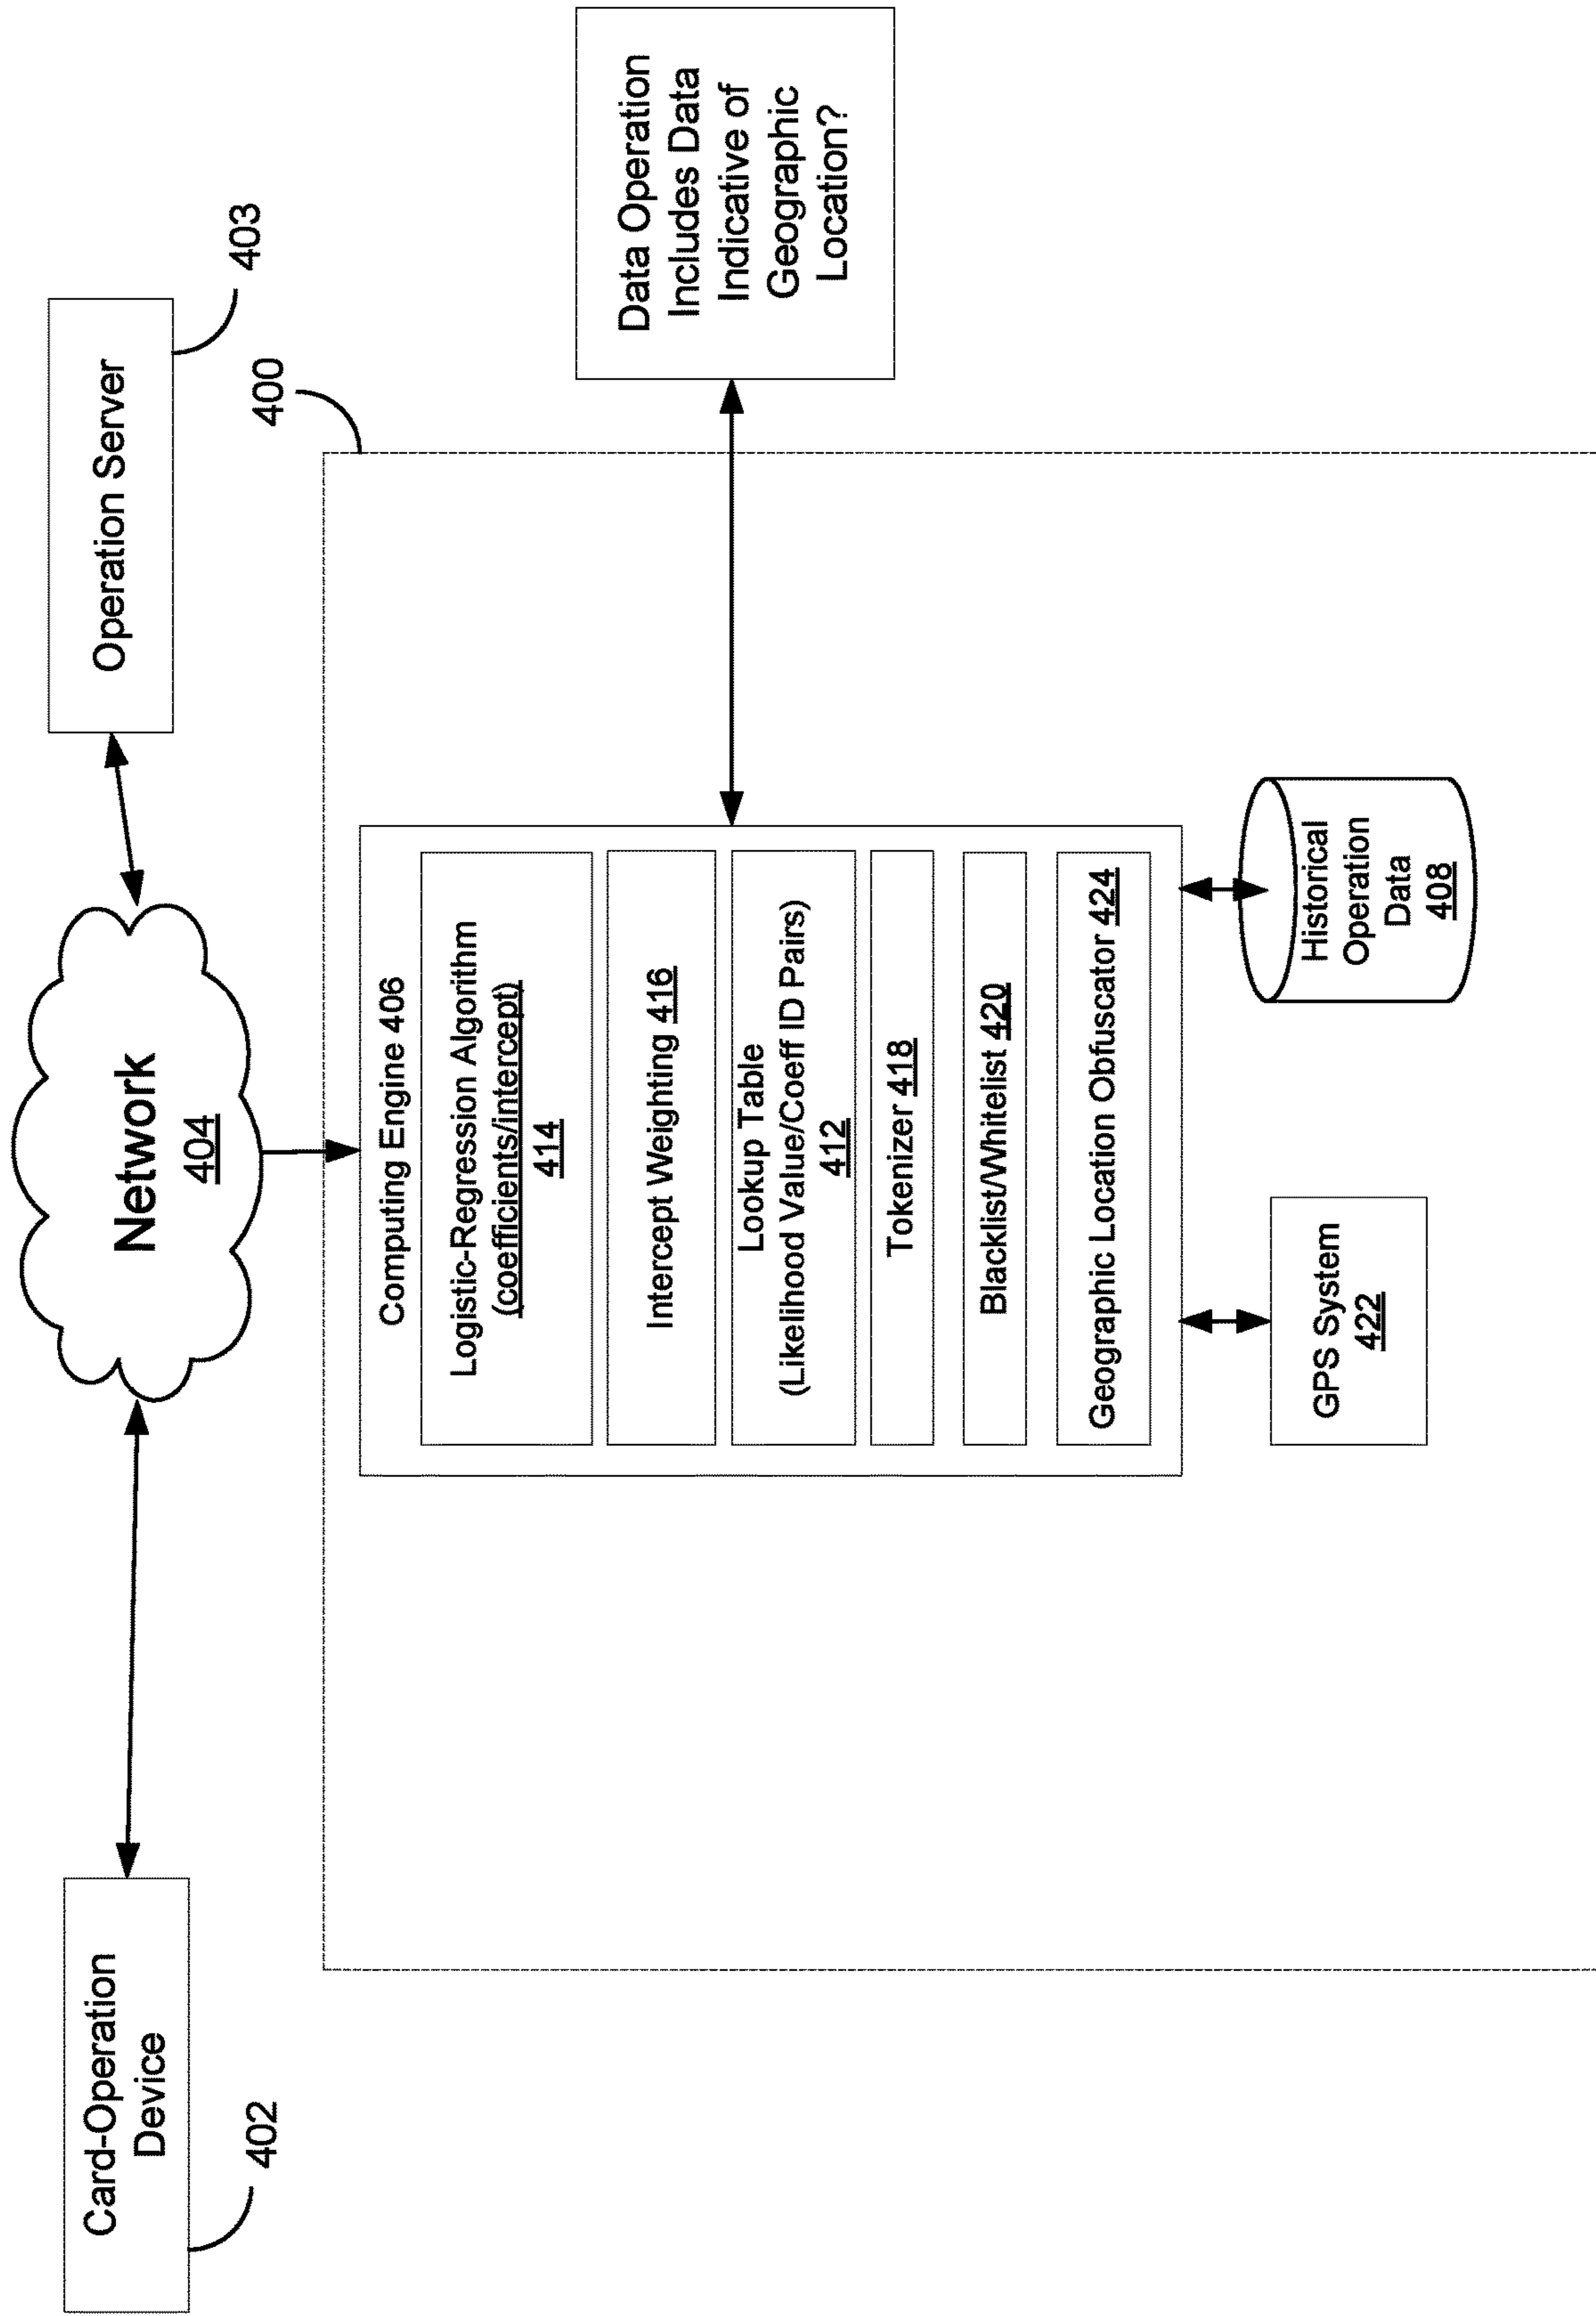 Card-Operation
Device
402
Network
404
Operation Server
403
400
Computing Engine 406
Logistic-Regression Algorithm
(coefficients/intercept)
414
Intercept Weighting 416
Lookup Table
(Likelihood Value/Coeff ID Pairs)
412
Tokenizer 418
Blacklist/Whitelist 420
Geographic Location Obfuscator 424
Data Operation
Includes Data
Indicative of
Geographic
Location?
GPS System
422
Historical
Operation
Data
408